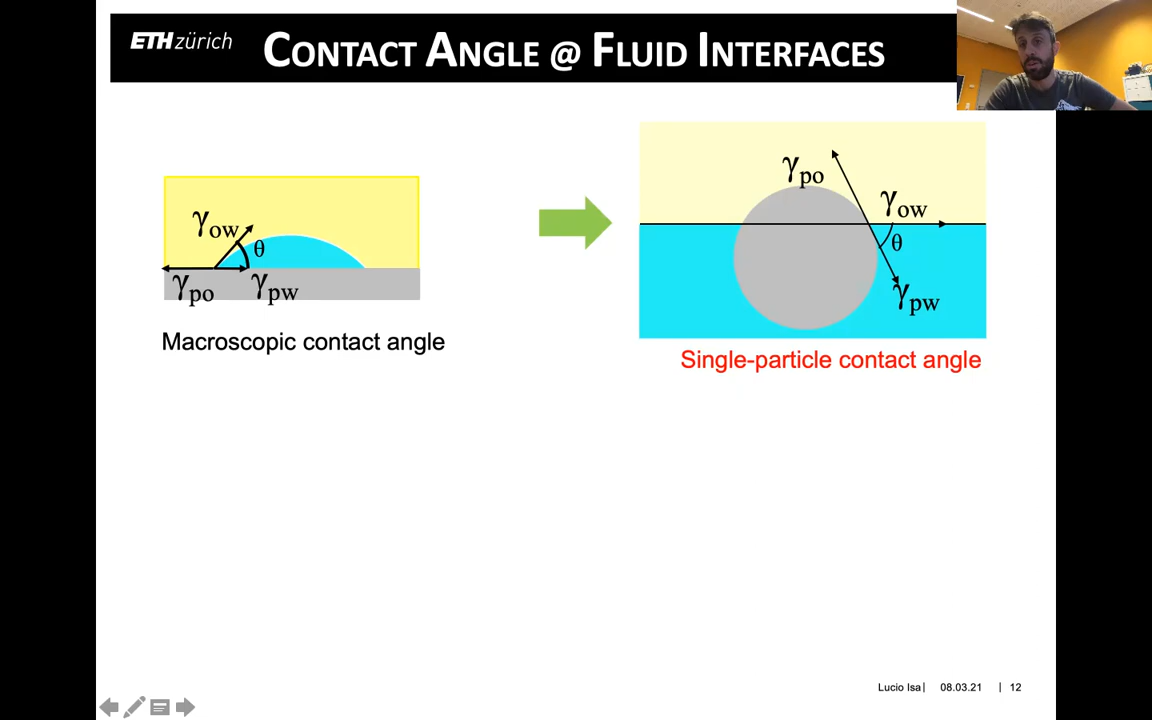 ETH zürich
CONTACT ANGLE @ FLUID INTERFACES
γow
θ
γpo
γpw
Macroscopic contact angle
γpo
γow
θ
γpw
Single-particle contact angle
Lucio Isa| 08.03.21 | 12